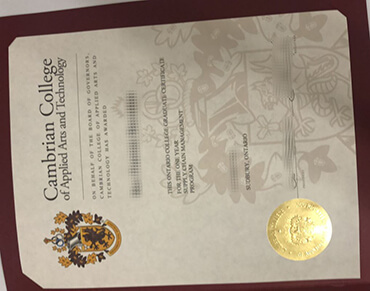 Cambrian College
of Applied Arts and Technology
ON BEHALF OF THE BOARD OF GOVERNORS,
CAMBRIAN COLLEGE OF APPLIED ARTS AND
TECHNOLOGY HAS AWARDED
THIS ONTARIO COLLEGE GRADUATE CERTIFICATE
FOR THE ONE YEAR
SUPPLY CHAIN MANAGEMENT
PROGRAM
SUDBURY, ONTARIO